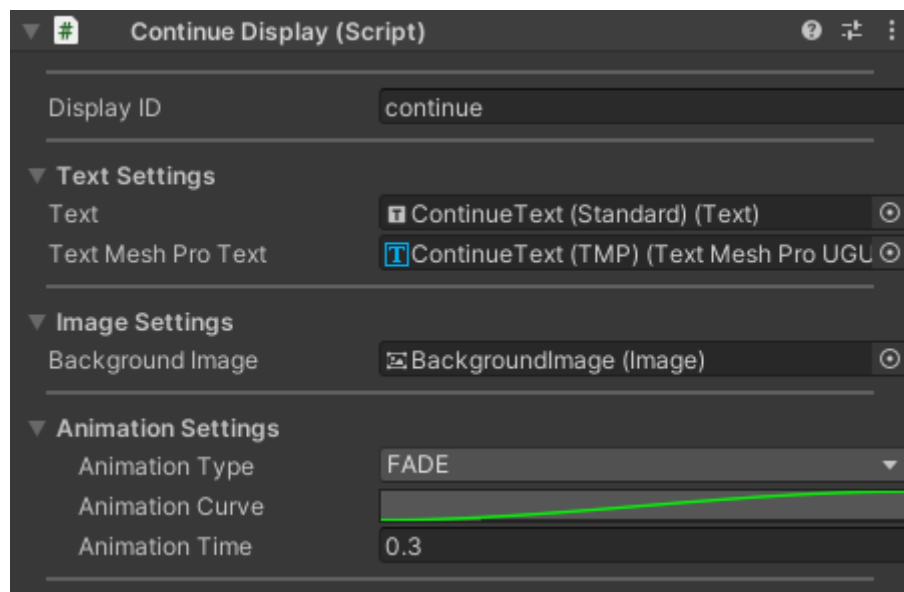 Continue Display (Script)
Display ID continue
Text Settings
Text ContinueText (Standard) (Text)
Text Mesh Pro Text ContinueText (TMP) (Text Mesh Pro UGU
Image Settings
Background Image BackgroundImage (Image)
Animation Settings
Animation Type FADE
Animation Curve
Animation Time 0.3